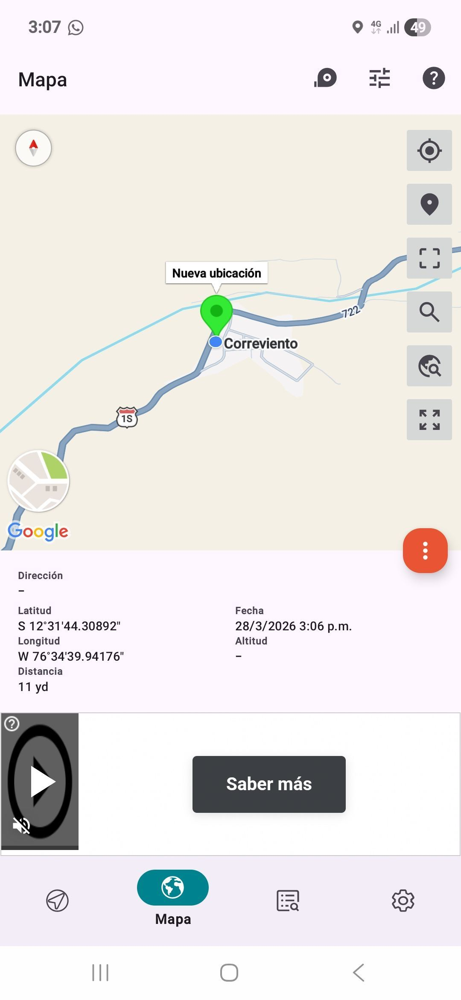 3:07
4G
49
Mapa
Nueva ubicación
722
Correviento
1S
Google
Dirección
–
Latitud
Fecha
S 12°31'44.30892"
28/3/2026 3:06 p.m.
Longitud
Altitud
W 76°34'39.94176"
–
Distancia
11 yd
Saber más
Mapa